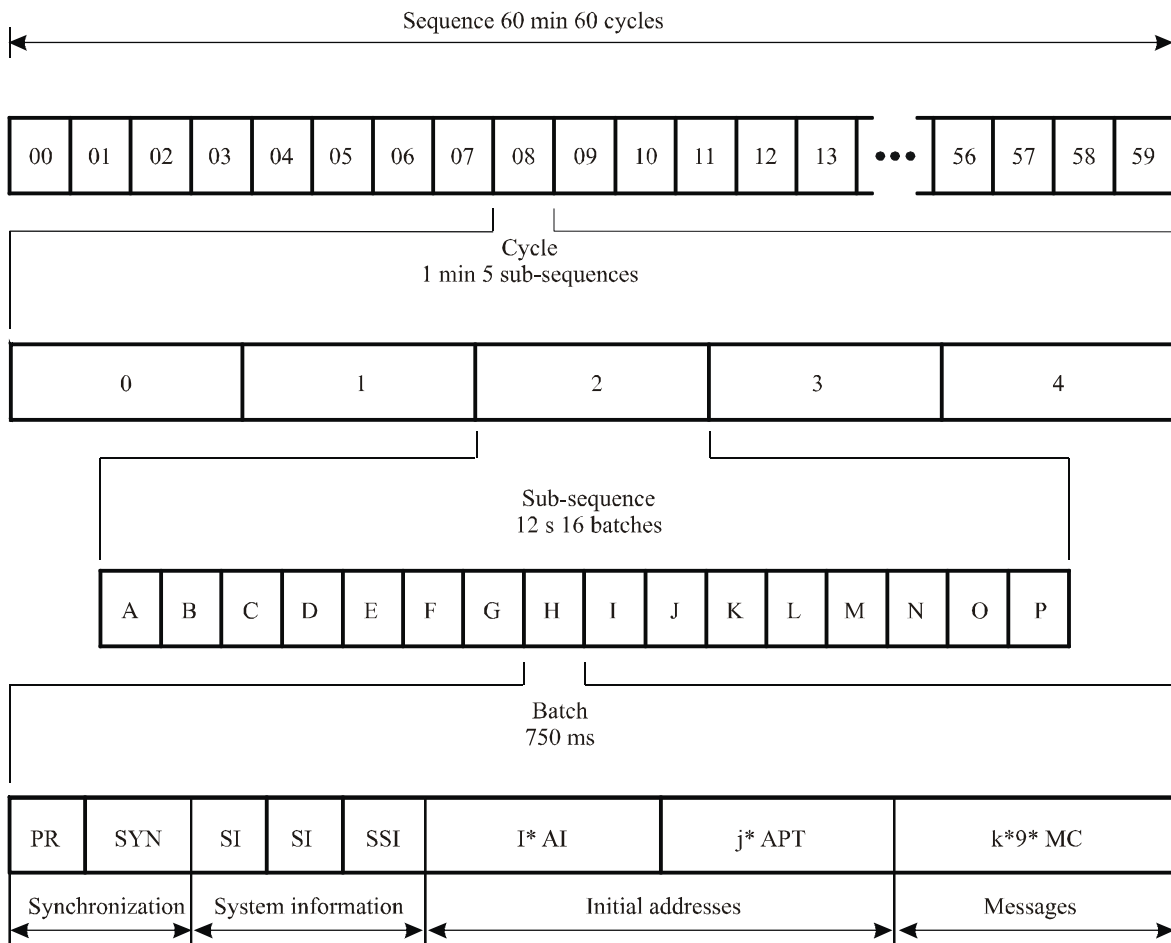 Sequence 60 min 60 cycles
00 01 02 03 04 05 06 07 08 09 10 11 12 13 ••• 56 57 58 59
Cycle
1 min 5 sub-sequences
0 1 2 3 4
Sub-sequence
12 s 16 batches
A B C D E F G H I J K L M N O P
Batch
750 ms
PR SYN SI SI SSI I* AI j* APT k*9* MC
Synchronization System information Initial addresses Messages